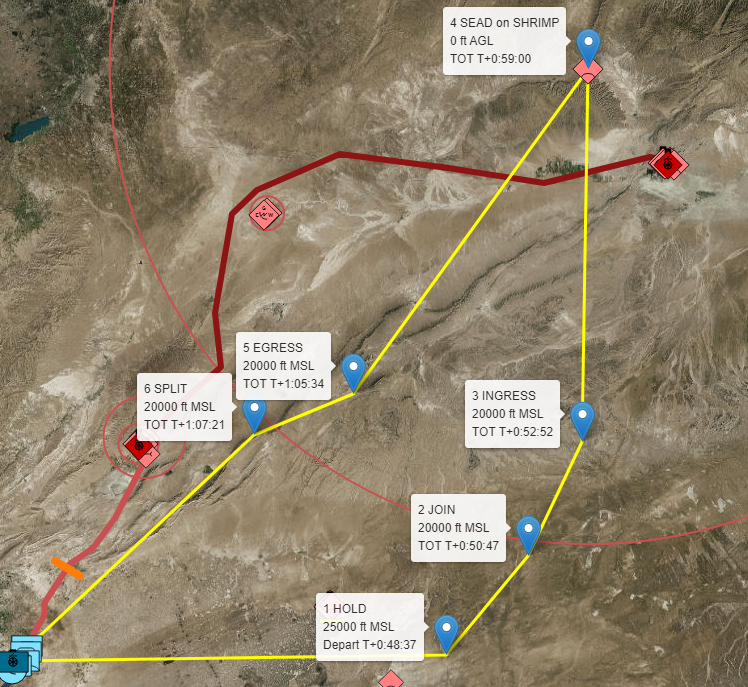 4 SEAD on SHRIMP
0 ft AGL
TOT T+0:59:00
5 EGRESS
20000 ft MSL
TOT T+1:05:34
6 SPLIT
20000 ft MSL
TOT T+1:07:21
3 INGRESS
20000 ft MSL
TOT T+0:52:52
2 JOIN
20000 ft MSL
TOT T+0:50:47
1 HOLD
25000 ft MSL
Depart T+0:48:37